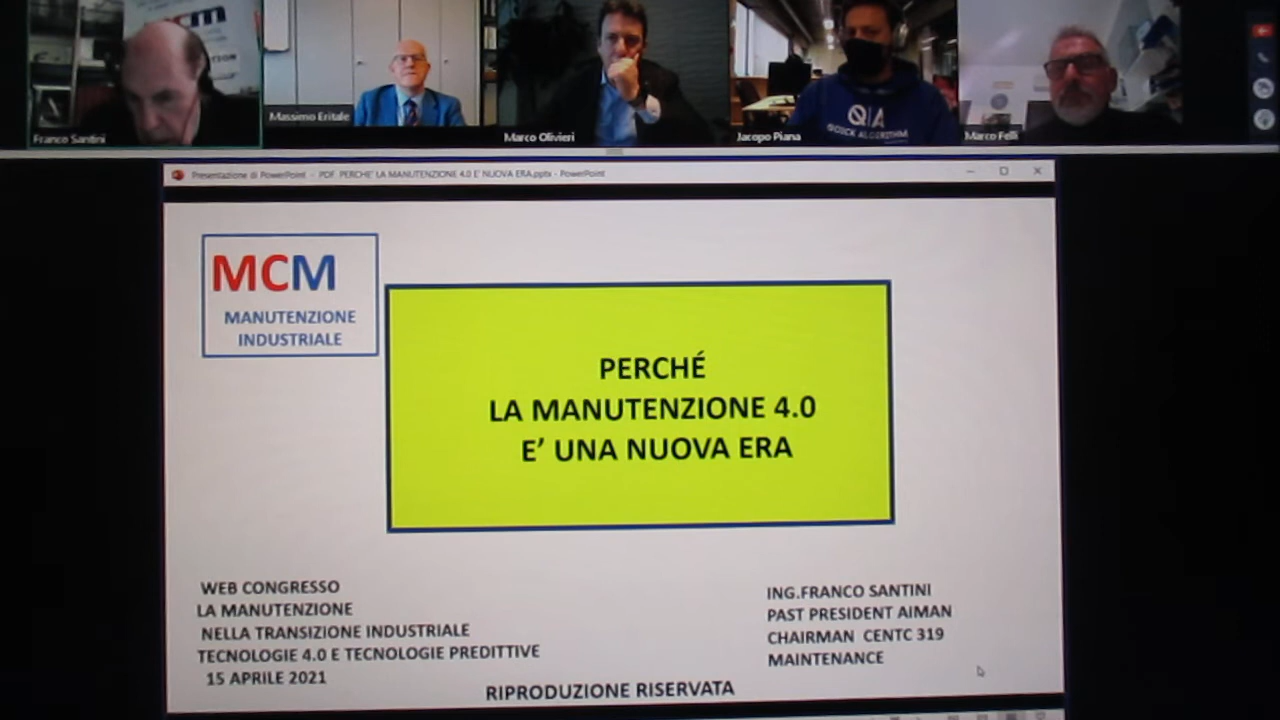 Franco Santini
Massimo Eritale
Marco Olivieri
Jacopo Piana
Marco Felli
QIA
QUICK ALGORITHM
Presentazione di PowerPoint - PDF PERCHE' LA MANUTENZIONE 4.0 E' NUOVA ERA.pptx - PowerPoint
MCM
MANUTENZIONE
INDUSTRIALE
PERCHÉ
LA MANUTENZIONE 4.0
E' UNA NUOVA ERA
WEB CONGRESSO
LA MANUTENZIONE
NELLA TRANSIZIONE INDUSTRIALE
TECNOLOGIE 4.0 E TECNOLOGIE PREDITTIVE
15 APRILE 2021
ING.FRANCO SANTINI
PAST PRESIDENT AIMAN
CHAIRMAN CENTC 319
MAINTENANCE
RIPRODUZIONE RISERVATA